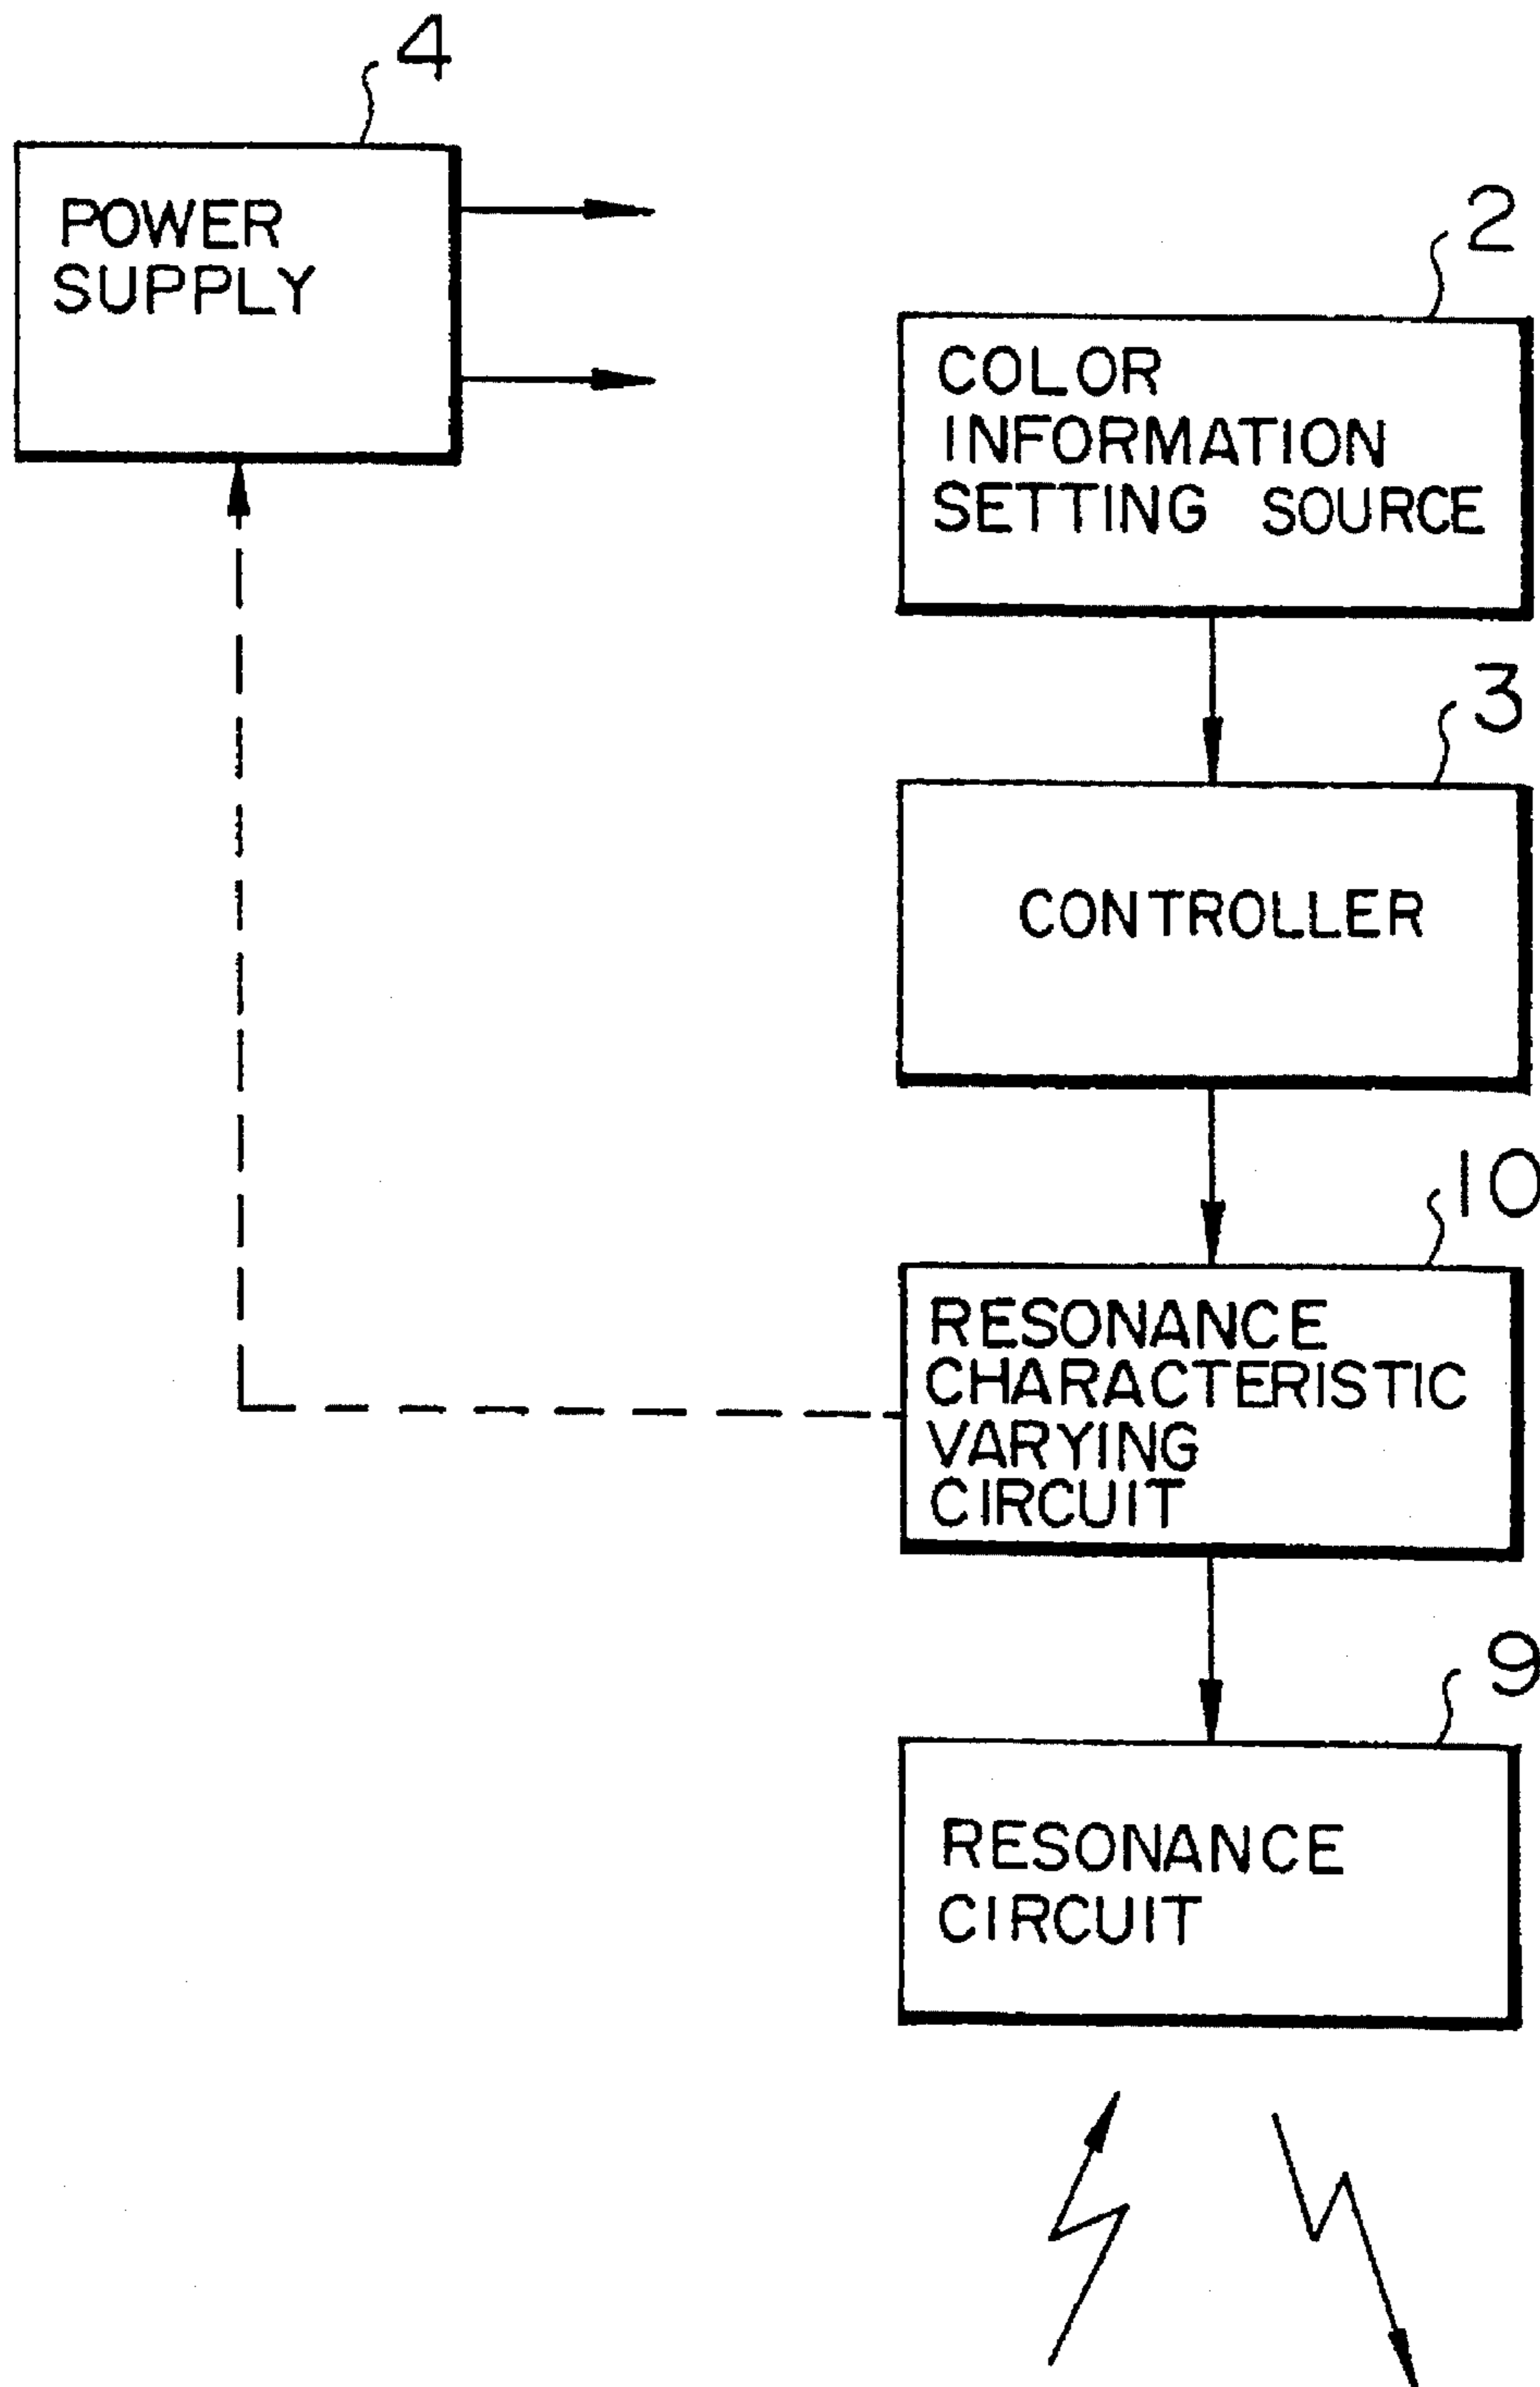 4
POWER
SUPPLY
2
COLOR
INFORMATION
SETTING SOURCE
3
CONTROLLER
10
RESONANCE
CHARACTERISTIC
VARYING
CIRCUIT
9
RESONANCE
CIRCUIT